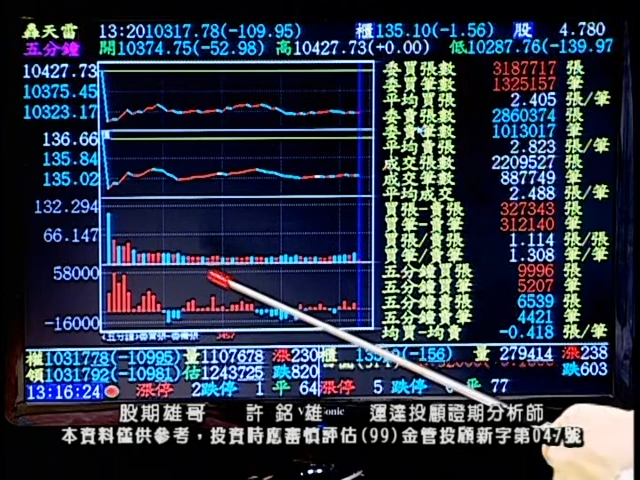 轟天雷 13:20 10317.78(-109.95) 櫃135.10(-1.56) 股 4.780
五分鐘 開10374.75(-52.98) 高10427.73(+0.00) 低10287.76(-139.97
10427.73 委買張數 3187717 張
10375.45 委買筆數 1325157 筆
10323.17 平均買張 2.405 張/筆
委賣張數 2860374 張
136.66 委賣筆數 1013017 筆
平均賣張 2.823 張/筆
135.84 成交張數 2209527 張
135.02 成交筆數 887749 筆
平均成交 2.488 張/筆
132.294 買張-賣張 327343 張
買筆-賣筆 312140 筆
66.147 買張/賣張 1.114 張/張
買筆/賣筆 1.308 筆/筆
58000 五分鐘買張 9996 張
五分鐘買筆 5207 筆
五分鐘賣張 6539 張
五分鐘賣筆 4421 筆
-16000 均買-均賣 -0.418 張/筆
權1031778(-10995) 量1107678 漲230 櫃 (-156) 量 279414 漲238
領1031792(-10981) 估1243725 跌820 跌603
13:16:24 漲停 2 跌停 1 平 64 漲停 5 跌停 平 77
股期雄哥 許銘雄 運達投顧證期分析師
本資料僅供參考，投資時應審慎評估(99)金管投顧新字第047號